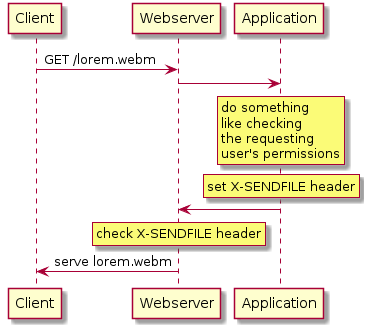 Client Webserver Application
GET /lorem.webm
do something
like checking
the requesting
user's permissions
set X-SENDFILE header
check X-SENDFILE header
serve lorem.webm
Client Webserver Application